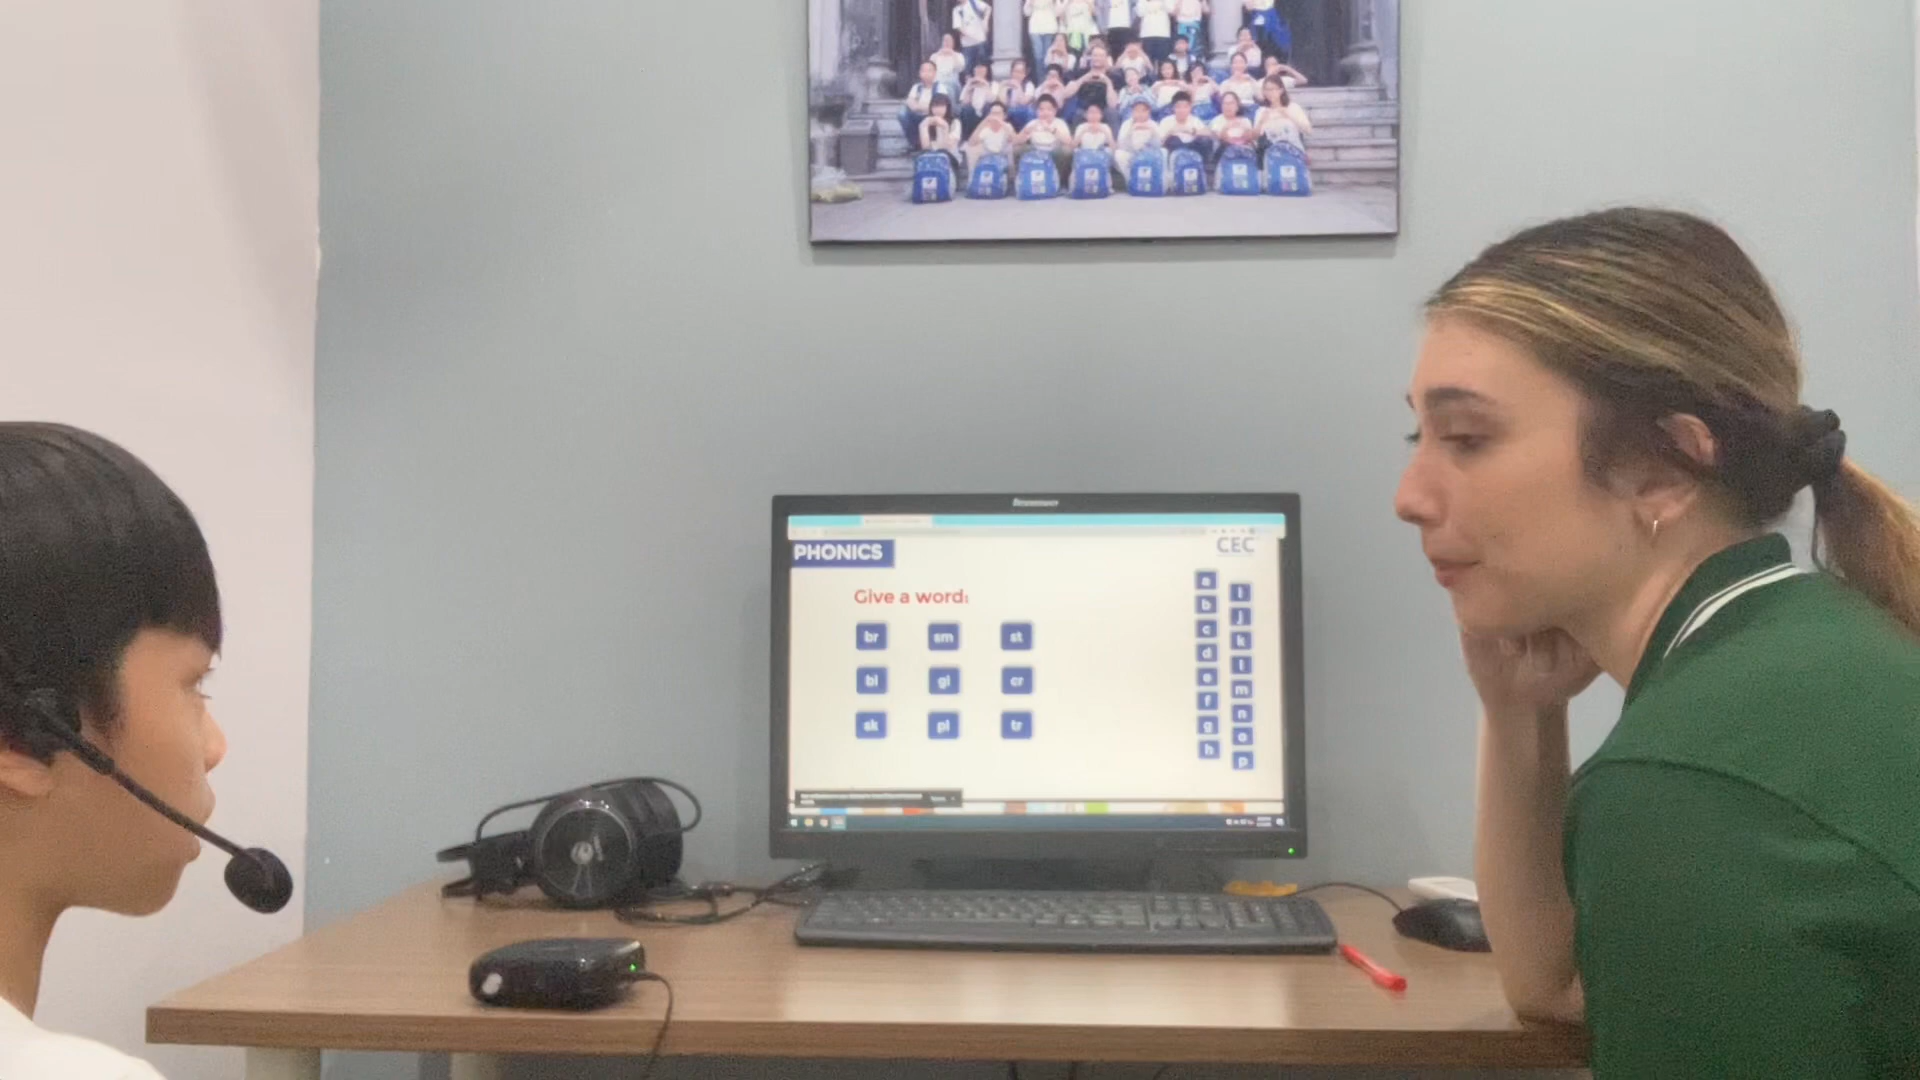 PHONICS
CEC
Give a word:
br sm st
bl gl cr
sk pl tr
a i
b j
c k
d l
e m
f n
g o
h p